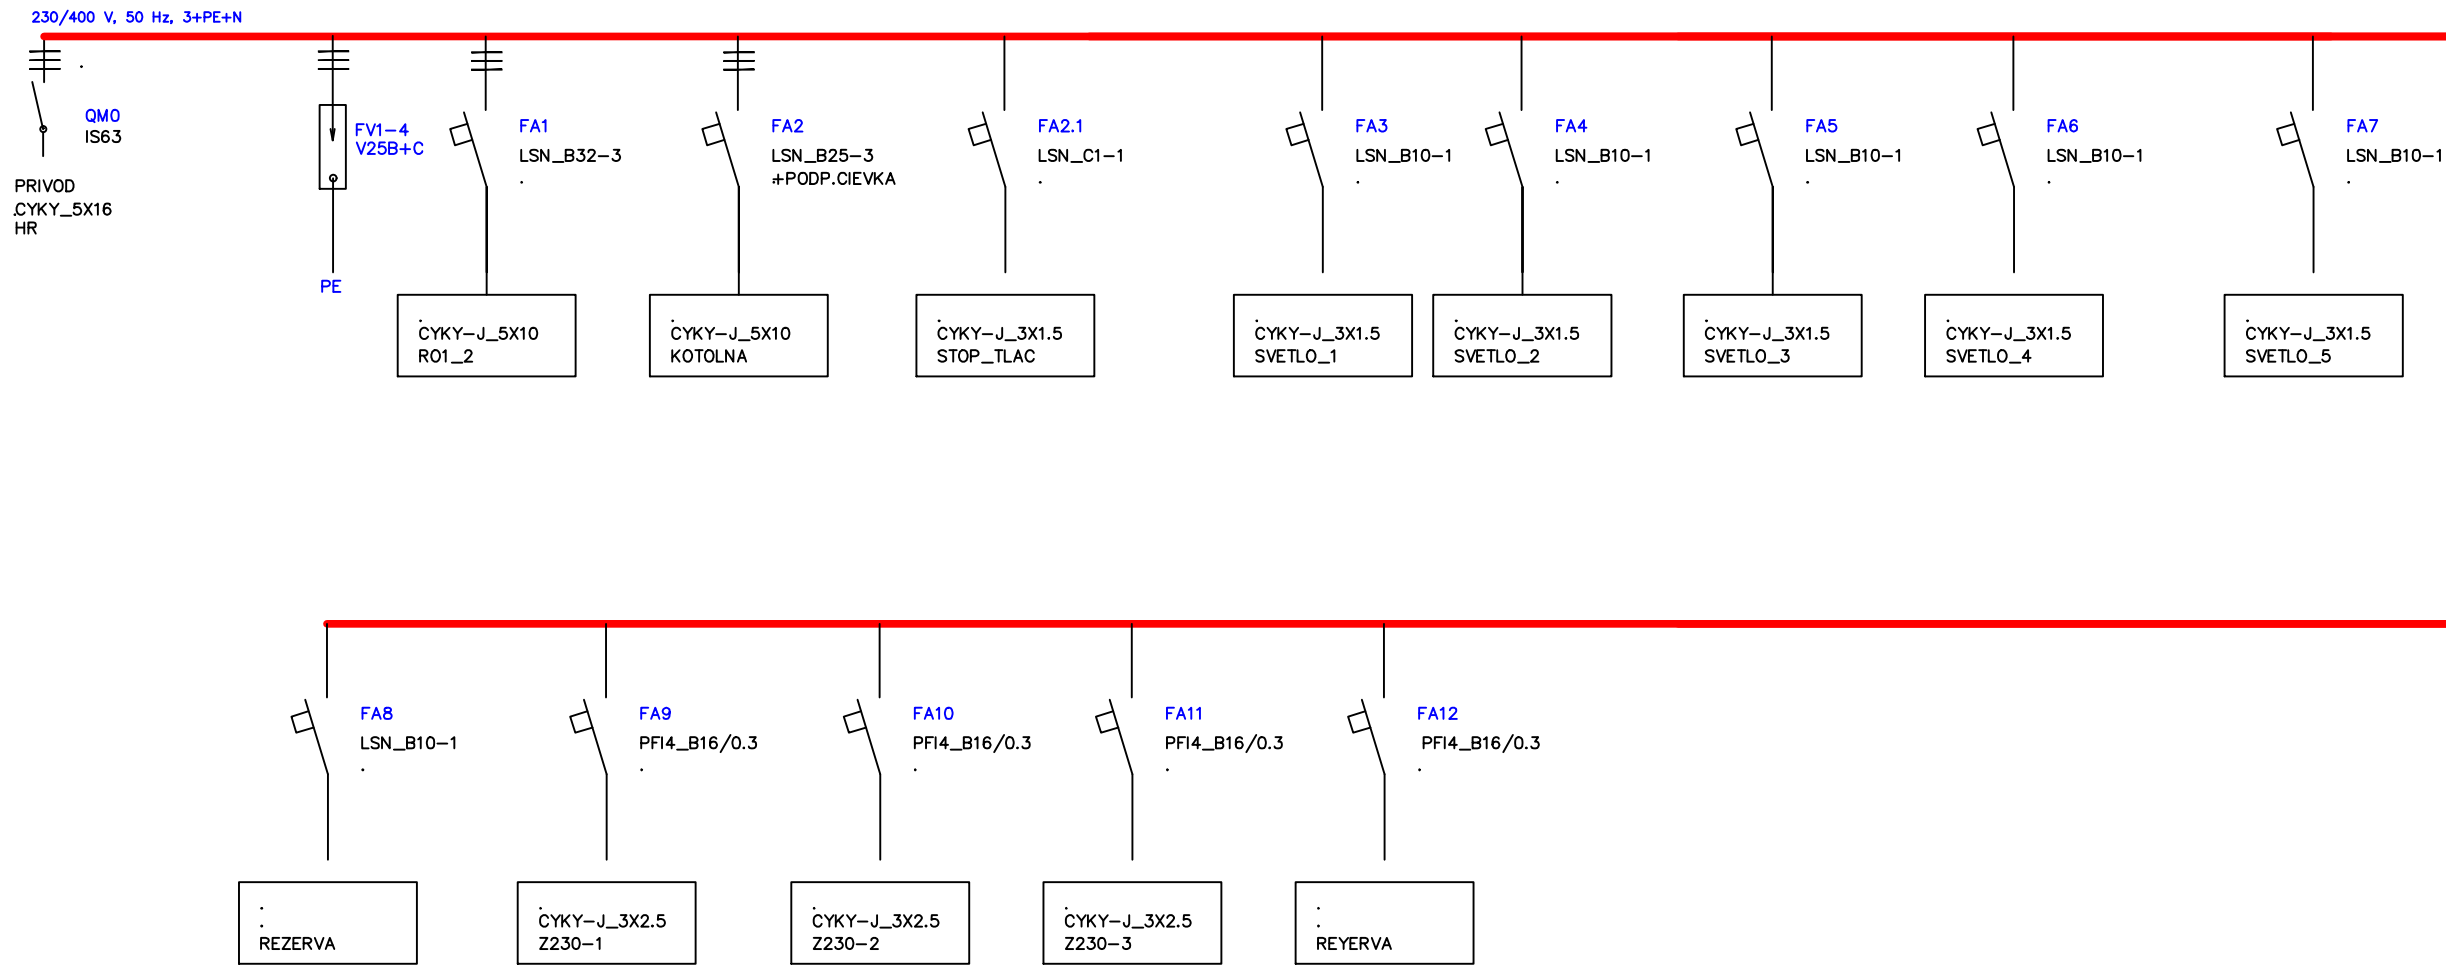 230/400 V, 50 Hz, 3+PE+N
QM0
IS63
PRIVOD
CYKY_5X16
HR
FV1-4
V25B+C
PE
FA1
LSN_B32-3
.
FA2
LSN_B25-3
+PODP.CIEVKA
FA2.1
LSN_C1-1
.
FA3
LSN_B10-1
.
FA4
LSN_B10-1
.
FA5
LSN_B10-1
.
FA6
LSN_B10-1
.
FA7
LSN_B10-1
.
.
CYKY-J_5X10
RO1_2
.
CYKY-J_5X10
KOTOLNA
.
CYKY-J_3X1.5
STOP_TLAC
.
CYKY-J_3X1.5
SVETLO_1
.
CYKY-J_3X1.5
SVETLO_2
.
CYKY-J_3X1.5
SVETLO_3
.
CYKY-J_3X1.5
SVETLO_4
.
CYKY-J_3X1.5
SVETLO_5
FA8
LSN_B10-1
.
FA9
PFI4_B16/0.3
.
FA10
PFI4_B16/0.3
.
FA11
PFI4_B16/0.3
.
FA12
PFI4_B16/0.3
.
.
.
REZERVA
.
CYKY-J_3X2.5
Z230-1
.
CYKY-J_3X2.5
Z230-2
.
CYKY-J_3X2.5
Z230-3
.
.
REYERVA